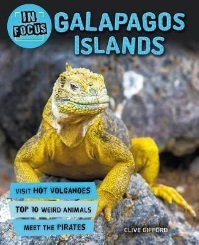 IN
FOCUS
GALAPAGOS
ISLANDS
VISIT HOT VOLCANOES
TOP 10 WEIRD ANIMALS
MEET THE PIRATES
CLIVE GIFFORD